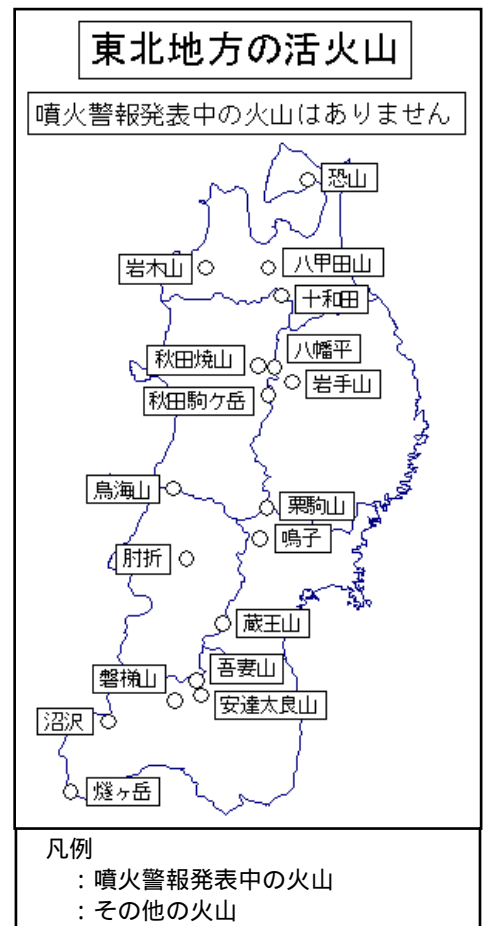 東北地方の活火山
噴火警報発表中の火山はありません
恐山
岩木山
八甲田山
十和田
八幡平
秋田焼山
岩手山
秋田駒ケ岳
鳥海山
栗駒山
鳴子
肘折
蔵王山
吾妻山
磐梯山
安達太良山
沼沢
燧ヶ岳
凡例
：噴火警報発表中の火山
：その他の火山